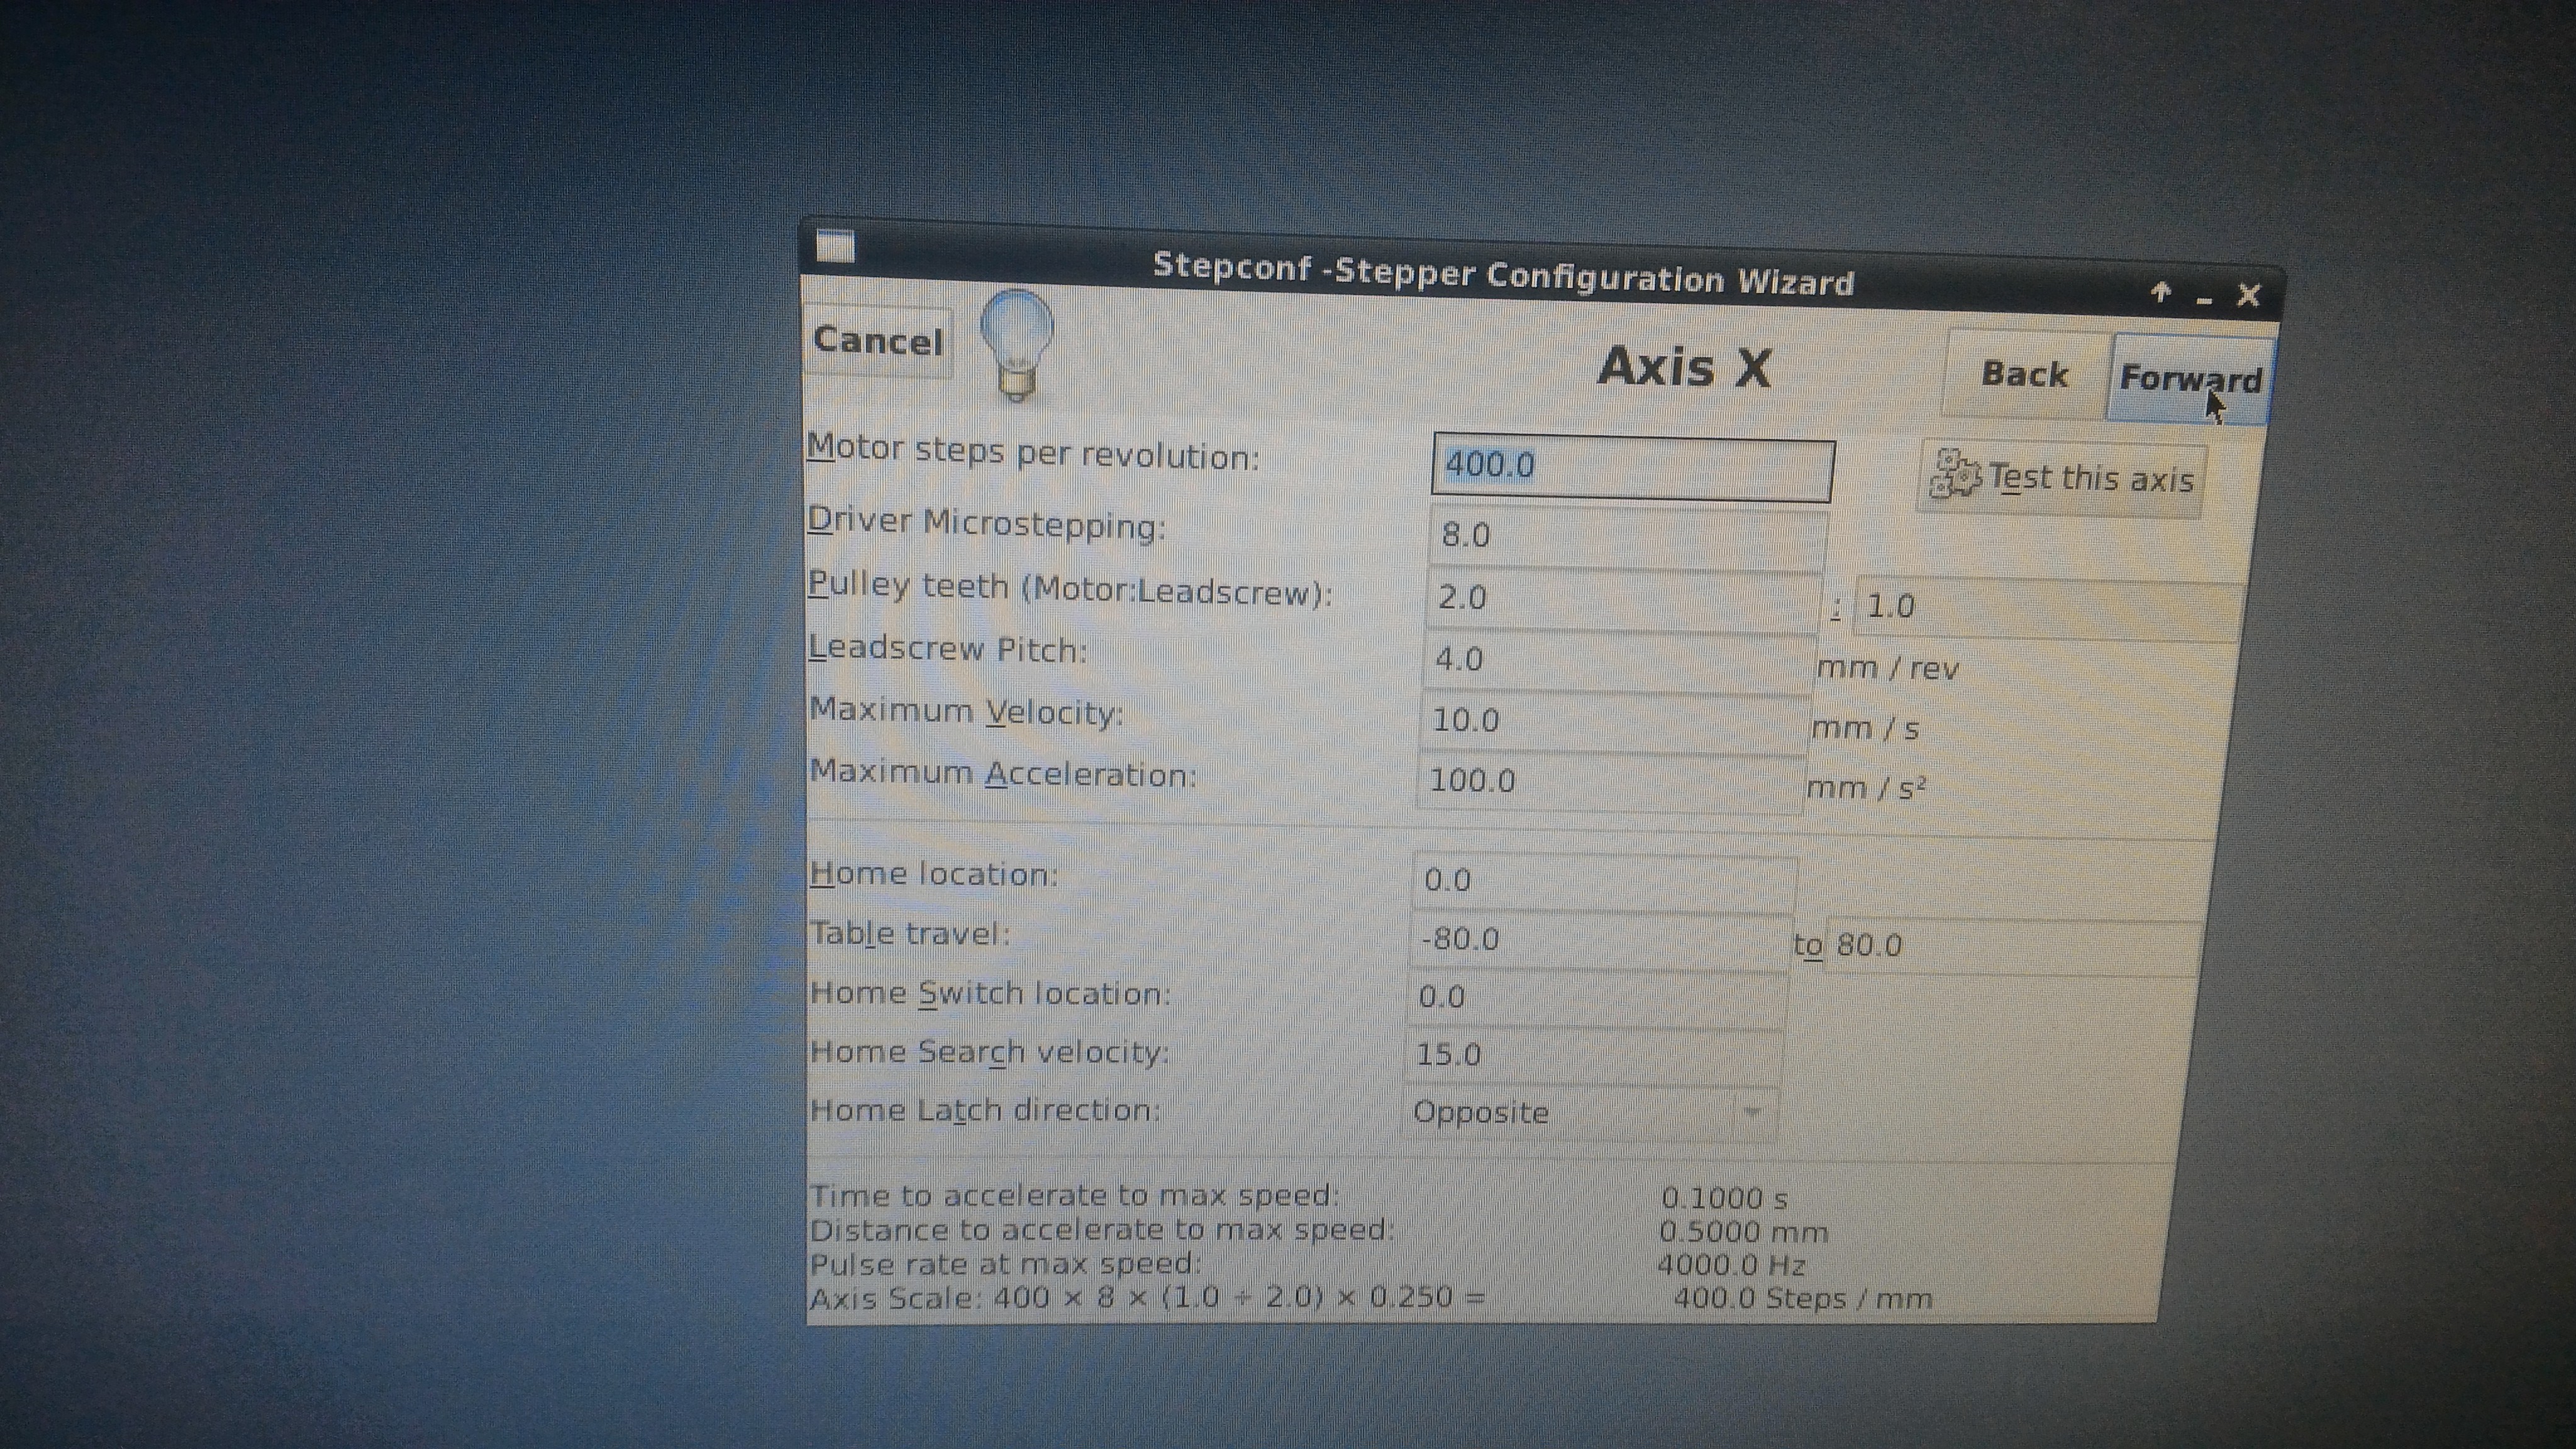 Stepconf -Stepper Configuration Wizard
Cancel
Axis X
Back
Forward
Motor steps per revolution: 400.0
Test this axis
Driver Microstepping: 8.0
Pulley teeth (Motor:Leadscrew): 2.0 : 1.0
Leadscrew Pitch: 4.0 mm / rev
Maximum Velocity: 10.0 mm / s
Maximum Acceleration: 100.0 mm / s²
Home location: 0.0
Table travel: -80.0 to 80.0
Home Switch location: 0.0
Home Search velocity: 15.0
Home Latch direction: Opposite
Time to accelerate to max speed: 0.1000 s
Distance to accelerate to max speed: 0.5000 mm
Pulse rate at max speed: 4000.0 Hz
Axis Scale: 400 × 8 × (1.0 ÷ 2.0) × 0.250 = 400.0 Steps / mm